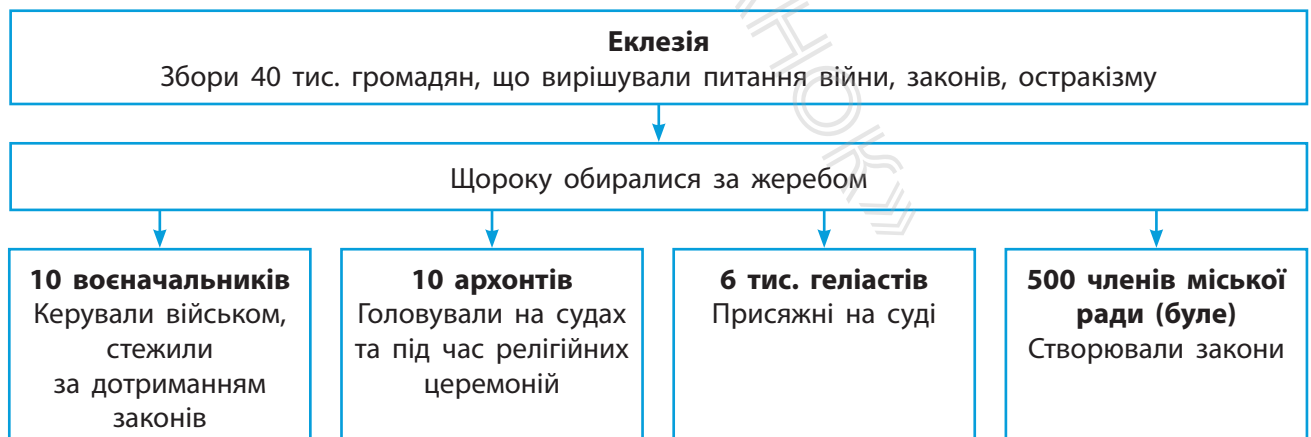 Еклезія
Збори 40 тис. громадян, що вирішували питання війни, законів, остракізму
Щороку обиралися за жеребом
10 воєначальників
Керували військом,
стежили
за дотриманням
законів
10 архонтів
Головували на судах
та під час релігійних
церемоній
6 тис. геліастів
Присяжні на суді
500 членів міської
ради (буле)
Створювали закони